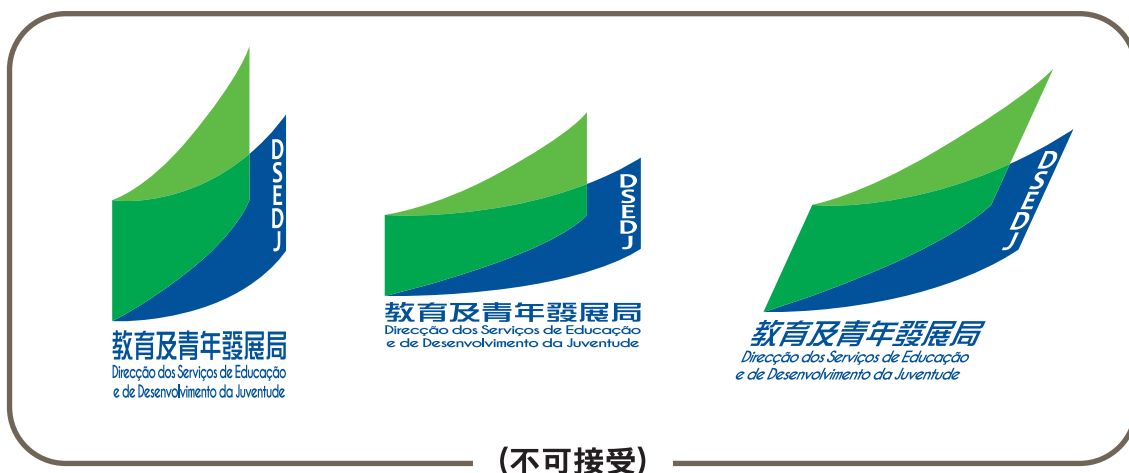 DSEDJ
教育及青年發展局
Direcção dos Serviços de Educação
e de Desenvolvimento da Juventude
DSEDJ
教育及青年發展局
Direcção dos Serviços de Educação
e de Desenvolvimento da Juventude
DSEDJ
教育及青年發展局
Direcção dos Serviços de Educação
e de Desenvolvimento da Juventude
(不可接受)